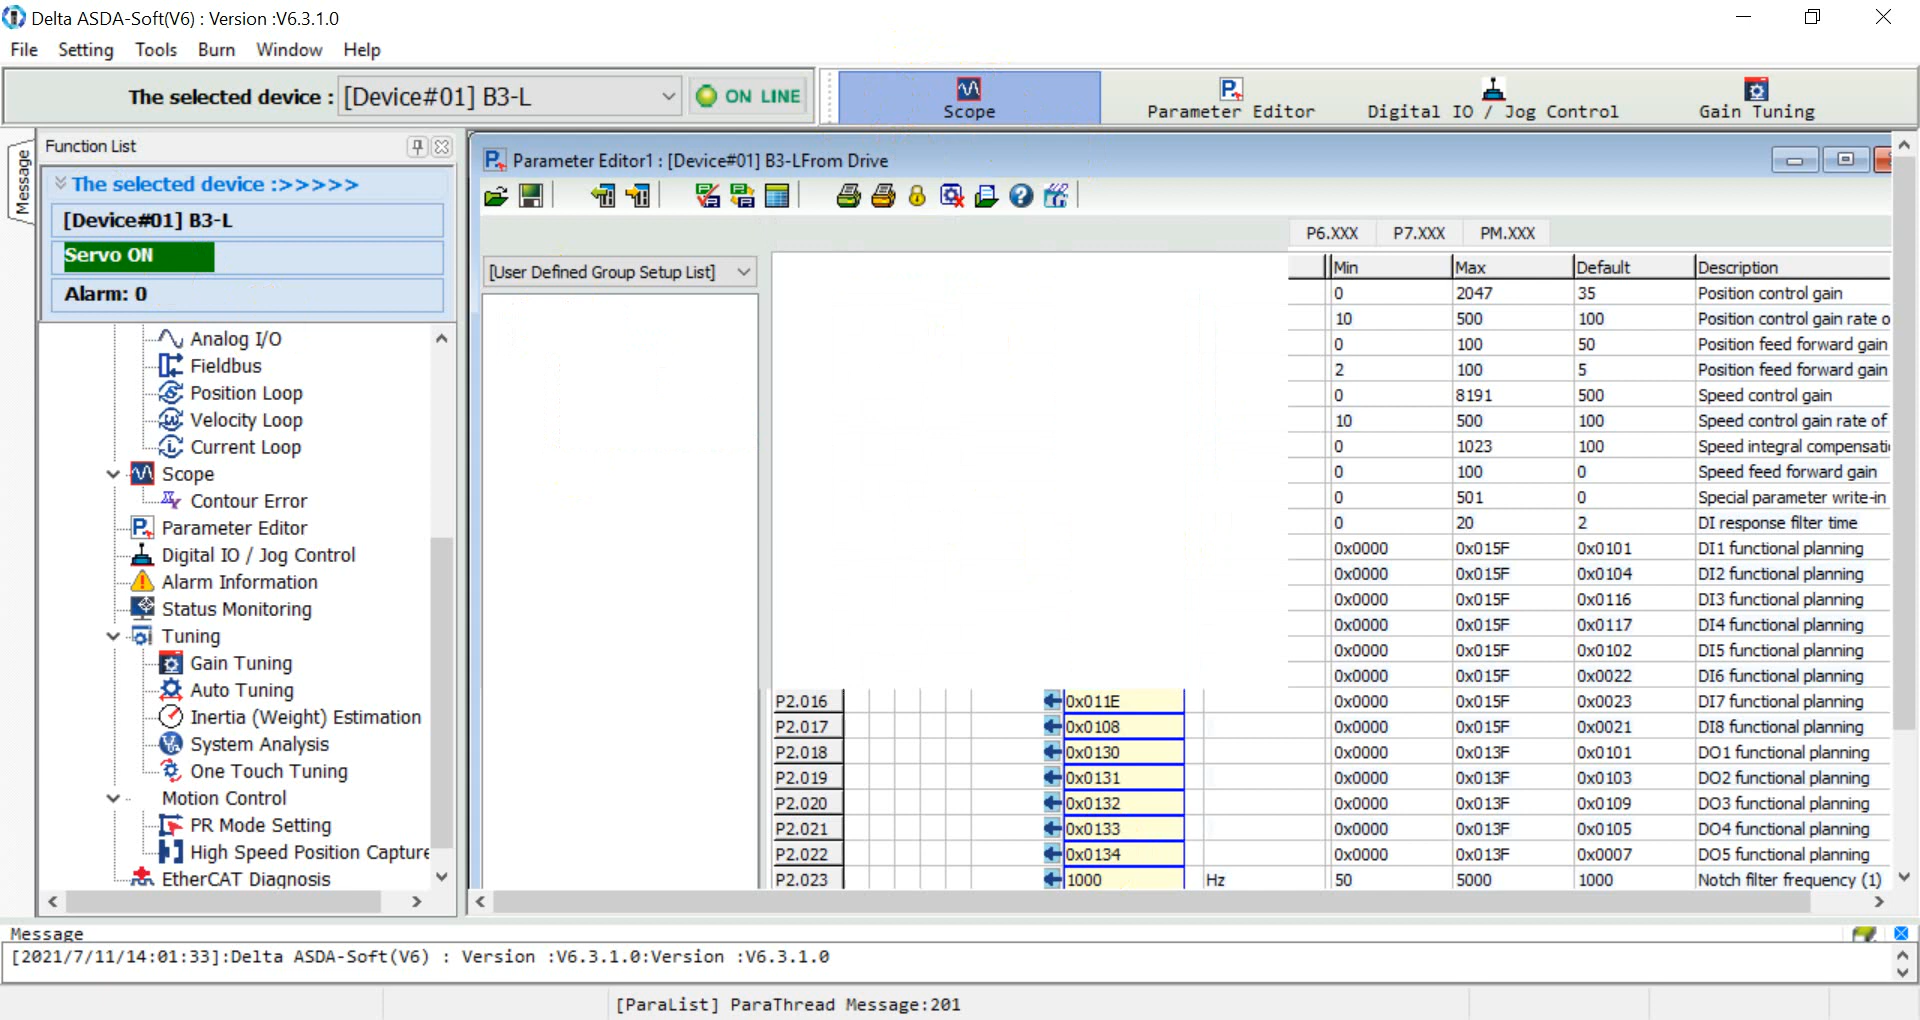 Delta ASDA-Soft(V6) : Version :V6.3.1.0
File Setting Tools Burn Window Help
The selected device : [Device#01] B3-L ON LINE Scope Parameter Editor Digital IO / Jog Control Gain Tuning
Message
Function List
The selected device :>>>>>
[Device#01] B3-L
Servo ON
Alarm: 0
Analog I/O
Fieldbus
Position Loop
Velocity Loop
Current Loop
Scope
Contour Error
Parameter Editor
Digital IO / Jog Control
Alarm Information
Status Monitoring
Tuning
Gain Tuning
Auto Tuning
Inertia (Weight) Estimation
System Analysis
One Touch Tuning
Motion Control
PR Mode Setting
High Speed Position Capture
EtherCAT Diagnosis
Parameter Editor1 : [Device#01] B3-LFrom Drive
P6.XXX P7.XXX PM.XXX
[User Defined Group Setup List]
Min Max Default Description
0 2047 35 Position control gain
10 500 100 Position control gain rate o
0 100 50 Position feed forward gain
2 100 5 Position feed forward gain
0 8191 500 Speed control gain
10 500 100 Speed control gain rate of
0 1023 100 Speed integral compensati
0 100 0 Speed feed forward gain
0 501 0 Special parameter write-in
0 20 2 DI response filter time
0x0000 0x015F 0x0101 DI1 functional planning
0x0000 0x015F 0x0104 DI2 functional planning
0x0000 0x015F 0x0116 DI3 functional planning
0x0000 0x015F 0x0117 DI4 functional planning
0x0000 0x015F 0x0102 DI5 functional planning
0x0000 0x015F 0x0022 DI6 functional planning
P2.016 0x011E 0x0000 0x015F 0x0023 DI7 functional planning
P2.017 0x0108 0x0000 0x015F 0x0021 DI8 functional planning
P2.018 0x0130 0x0000 0x013F 0x0101 DO1 functional planning
P2.019 0x0131 0x0000 0x013F 0x0103 DO2 functional planning
P2.020 0x0132 0x0000 0x013F 0x0109 DO3 functional planning
P2.021 0x0133 0x0000 0x013F 0x0105 DO4 functional planning
P2.022 0x0134 0x0000 0x013F 0x0007 DO5 functional planning
P2.023 1000 Hz 50 5000 1000 Notch filter frequency (1)
Message
[2021/7/11/14:01:33]:Delta ASDA-Soft(V6) : Version :V6.3.1.0:Version :V6.3.1.0
[ParaList] ParaThread Message:201